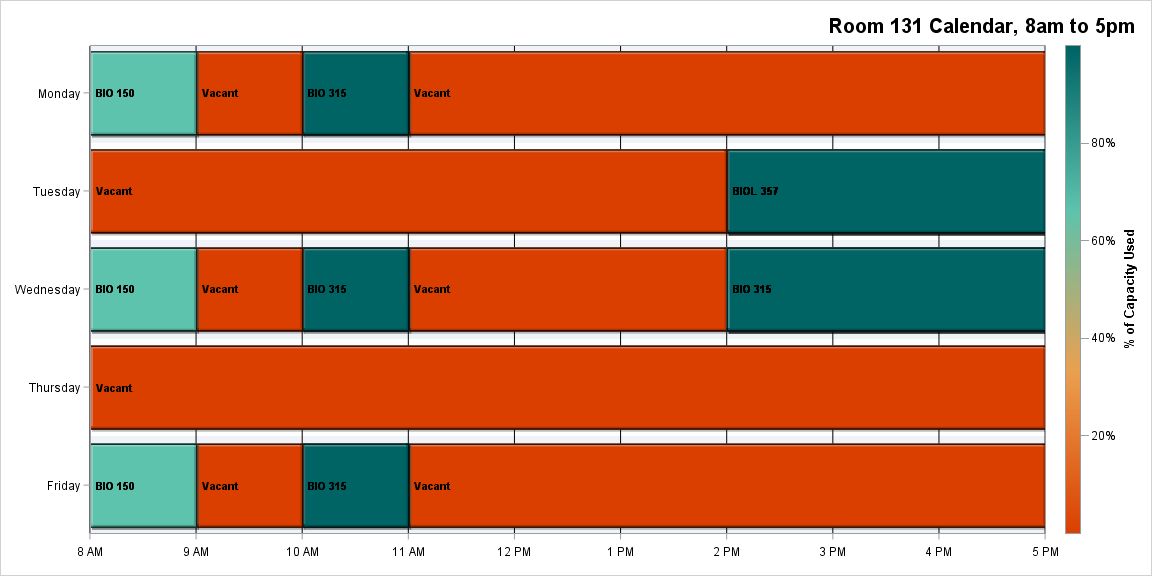 Room 131 Calendar, 8am to 5pm
Monday
BIO 150
Vacant
BIO 315
Vacant
Tuesday
Vacant
BIOL 357
Wednesday
BIO 150
Vacant
BIO 315
Vacant
BIO 315
Thursday
Vacant
Friday
BIO 150
Vacant
BIO 315
Vacant
8 AM
9 AM
10 AM
11 AM
12 PM
1 PM
2 PM
3 PM
4 PM
5 PM
80%
60%
40%
20%
% of Capacity Used